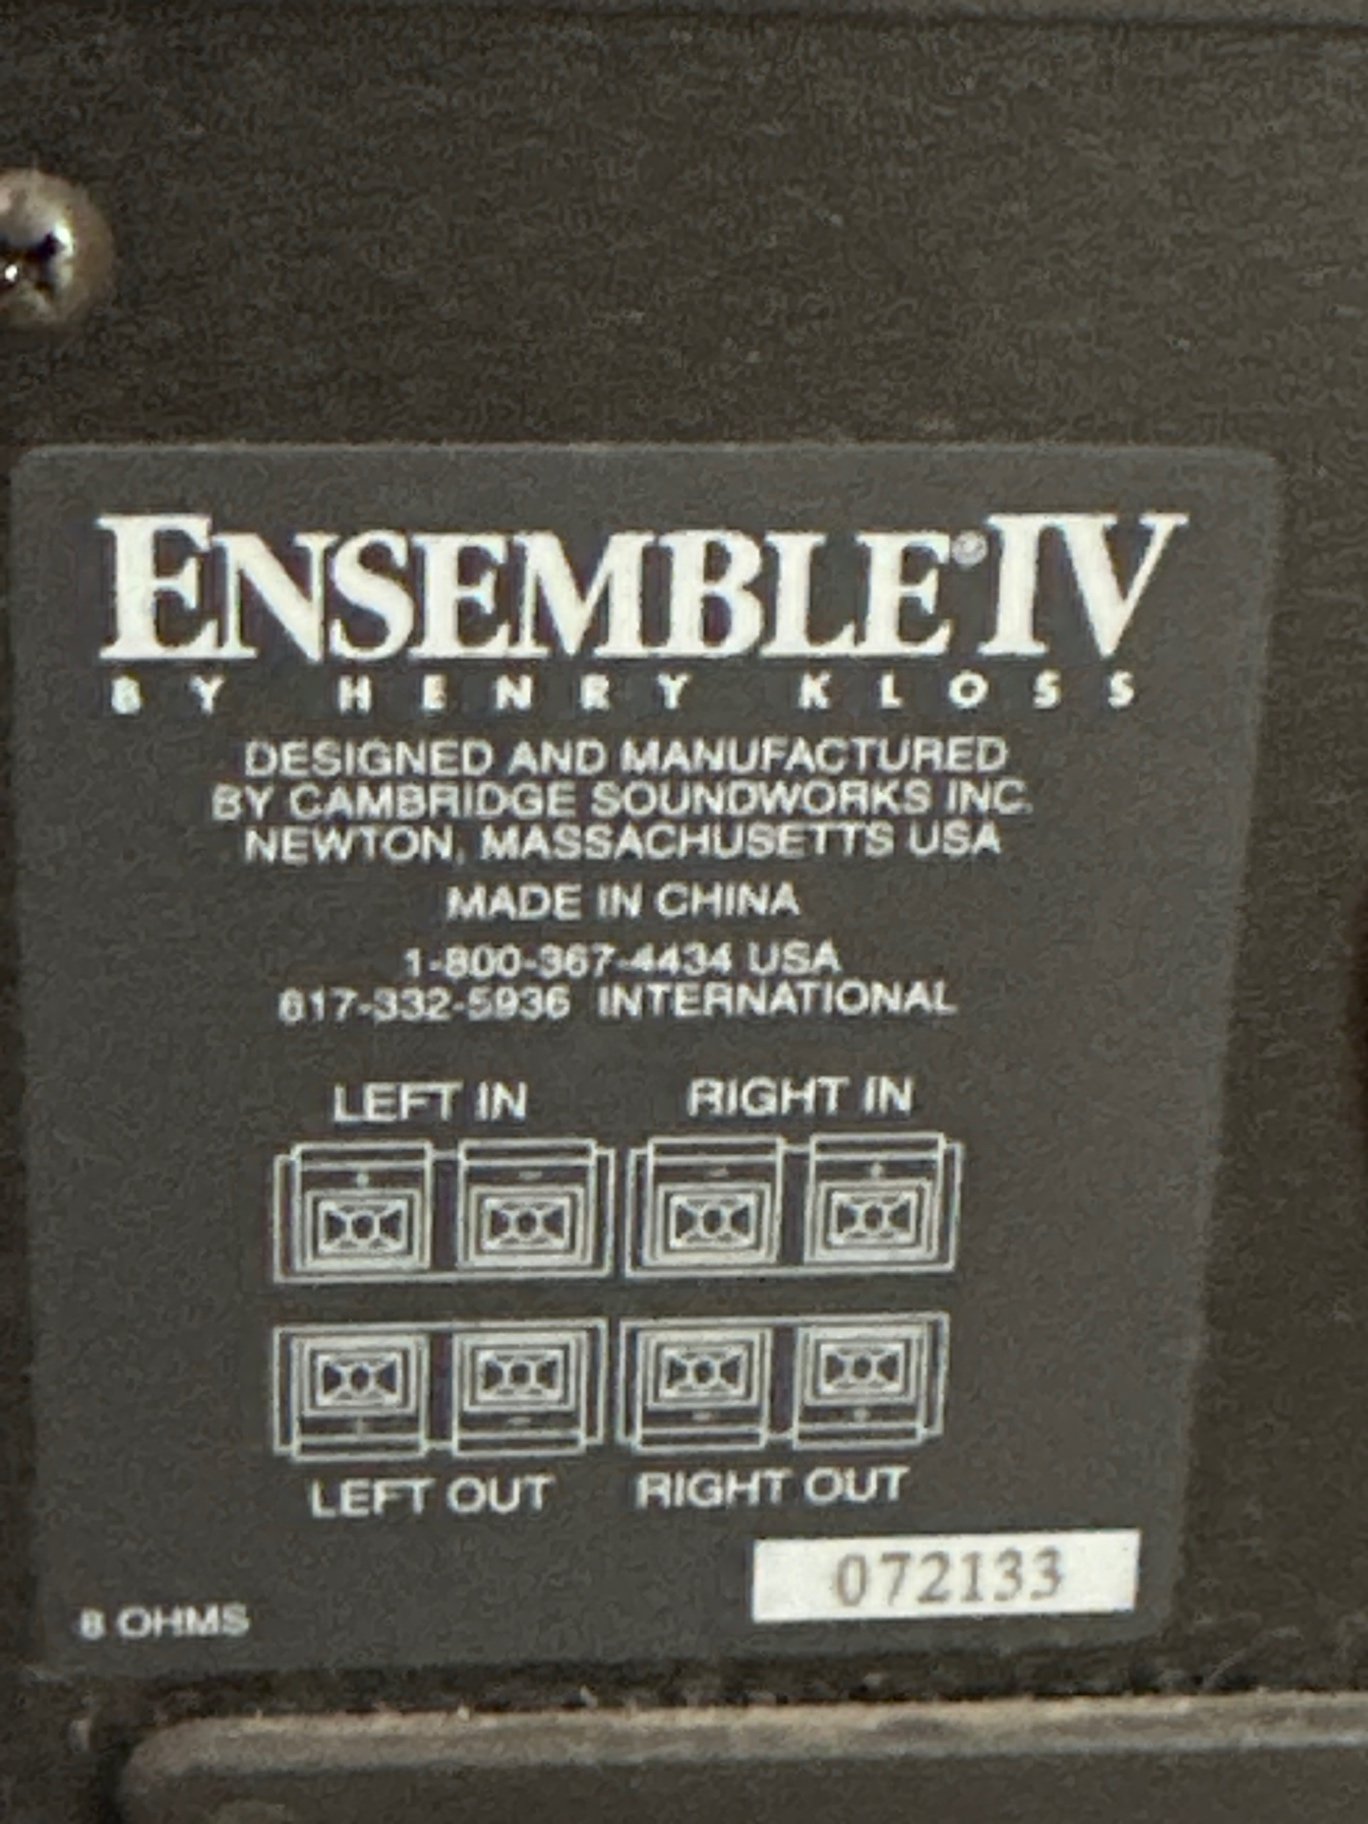 ENSEMBLE® IV
BY HENRY KLOSS
DESIGNED AND MANUFACTURED
BY CAMBRIDGE SOUNDWORKS INC.
NEWTON, MASSACHUSETTS USA
MADE IN CHINA
1-800-367-4434 USA
617-332-5936 INTERNATIONAL
LEFT IN RIGHT IN
+ - - +
+ - - +
LEFT OUT RIGHT OUT
072133
8 OHMS